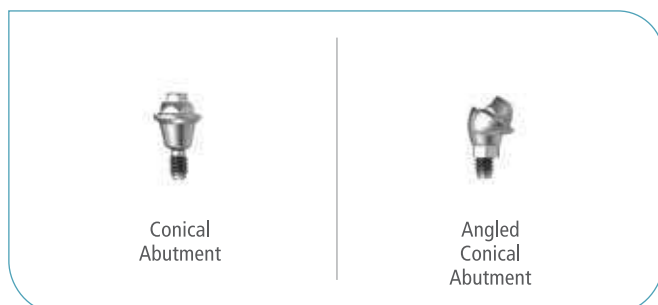 Conical
Abutment
Angled
Conical
Abutment